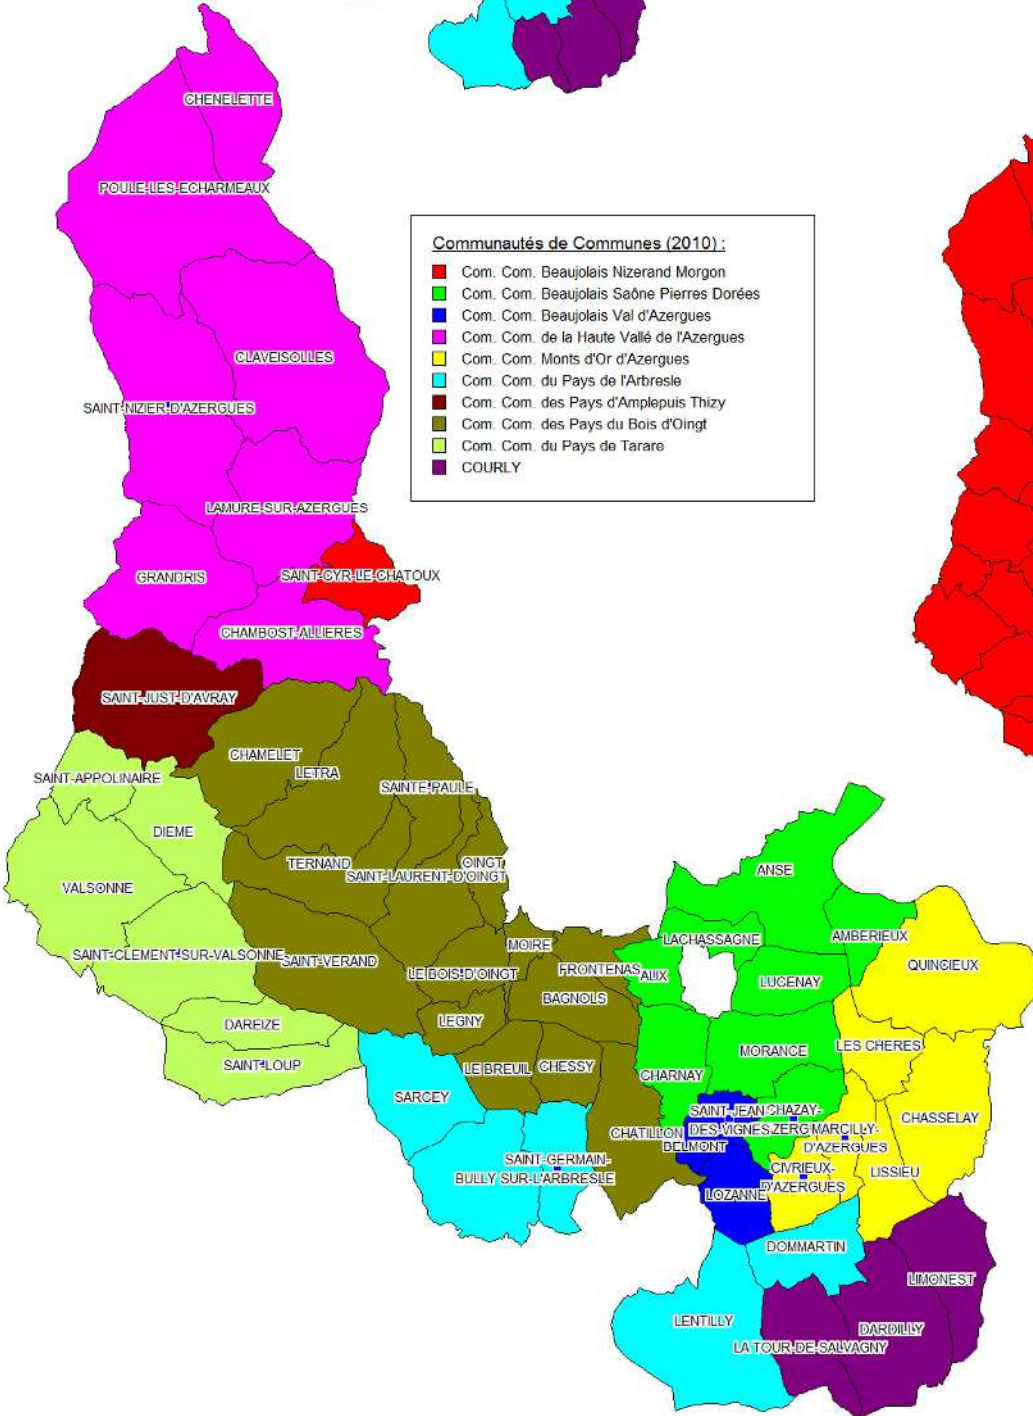 CHENELETTE
POULE-LES-ECHARMEAUX
Communautés de Communes (2010) :
Com. Com. Beaujolais Nizerand Morgon
Com. Com. Beaujolais Saône Pierres Dorées
Com. Com. Beaujolais Val d'Azergues
Com. Com. de la Haute Vallé de l'Azergues
Com. Com. Monts d'Or d'Azergues
Com. Com. du Pays de l'Arbresle
Com. Com. des Pays d'Amplepuis Thizy
Com. Com. des Pays du Bois d'Oingt
Com. Com. du Pays de Tarare
COURLY
CLAVEISOLLES
SAINT-NIZIER-D'AZERGUES
LAMURE-SUR-AZERGUES
GRANDRIS
SAINT-CYR-LE-CHATOUX
CHAMBOST-ALLIERES
SAINT-JUST-D'AVRAY
CHAMELET
LETRA
SAINT-APPOLINAIRE
SAINTE-PAULE
DIEME
TERNAND
OINGT
SAINT-LAURENT-D'OINGT
VALSONNE
ANSE
AMBERIEUX
LACHASSAGNE
MOIRE
SAINT-CLEMENT-SUR-VALSONNE
SAINT-VERAND
LE BOIS-D'OINGT
FRONTENAS
ALIX
LUCENAY
QUINCIEUX
BAGNOLS
LEGNY
DAREIZE
MORANCE
LES CHERES
SAINT-LOUP
LE BREUIL
CHESSY
CHARNAY
SARCEY
SAINT-JEAN-
DES-VIGNES
CHAZAY-
ZERG
MARCILLY-
D'AZERGUES
CHASSELAY
CHATILLON
BELMONT
SAINT-GERMAIN-
SUR-L'ARBRESLE
BULLY
CIVRIEUX-
D'AZERGUES
LISSIEU
LOZANNE
DOMMARTIN
LIMONEST
LENTILLY
DARDILLY
LA TOUR-DE-SALVAGNY